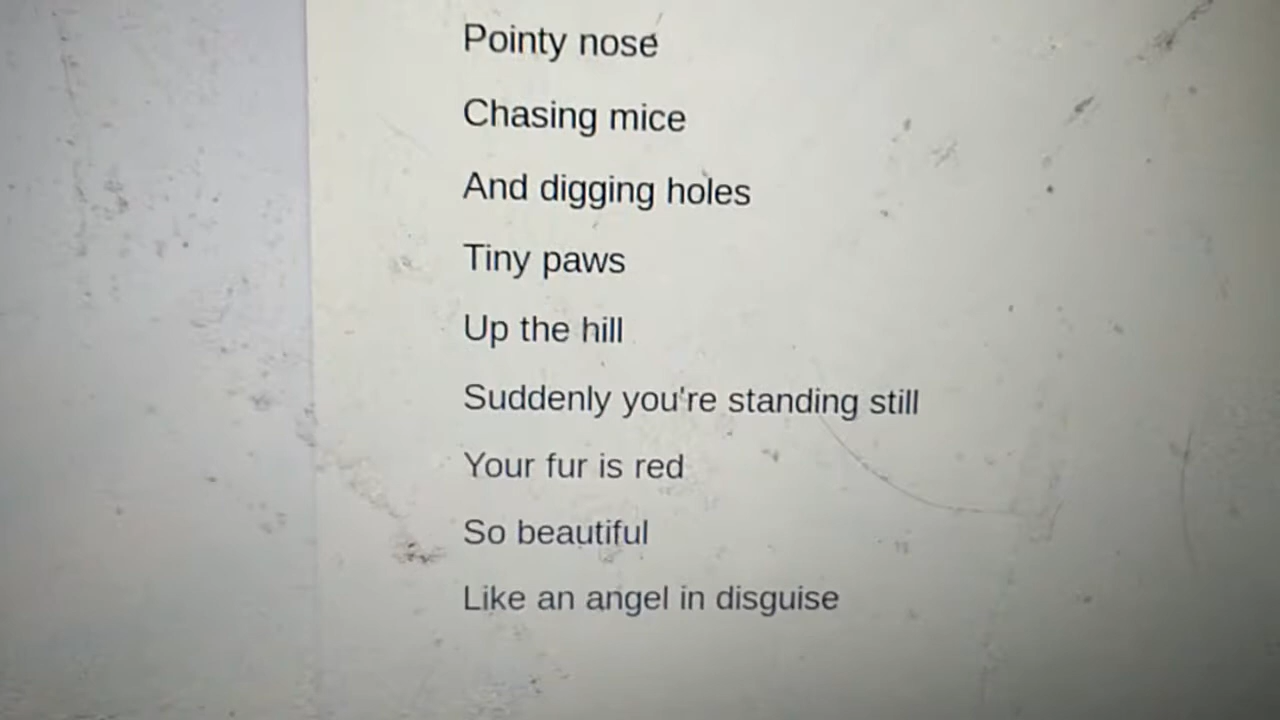 Pointy nose
Chasing mice
And digging holes
Tiny paws
Up the hill
Suddenly you're standing still
Your fur is red
So beautiful
Like an angel in disguise